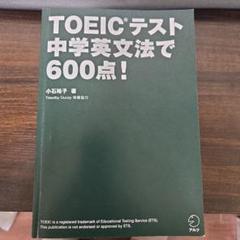 TOEIC®テスト
中学英文法で
600点!
小石裕子 著
TOEIC is a registered trademark of Educational Testing Service (ETS).
This publication is not endorsed or approved by ETS.
アルク